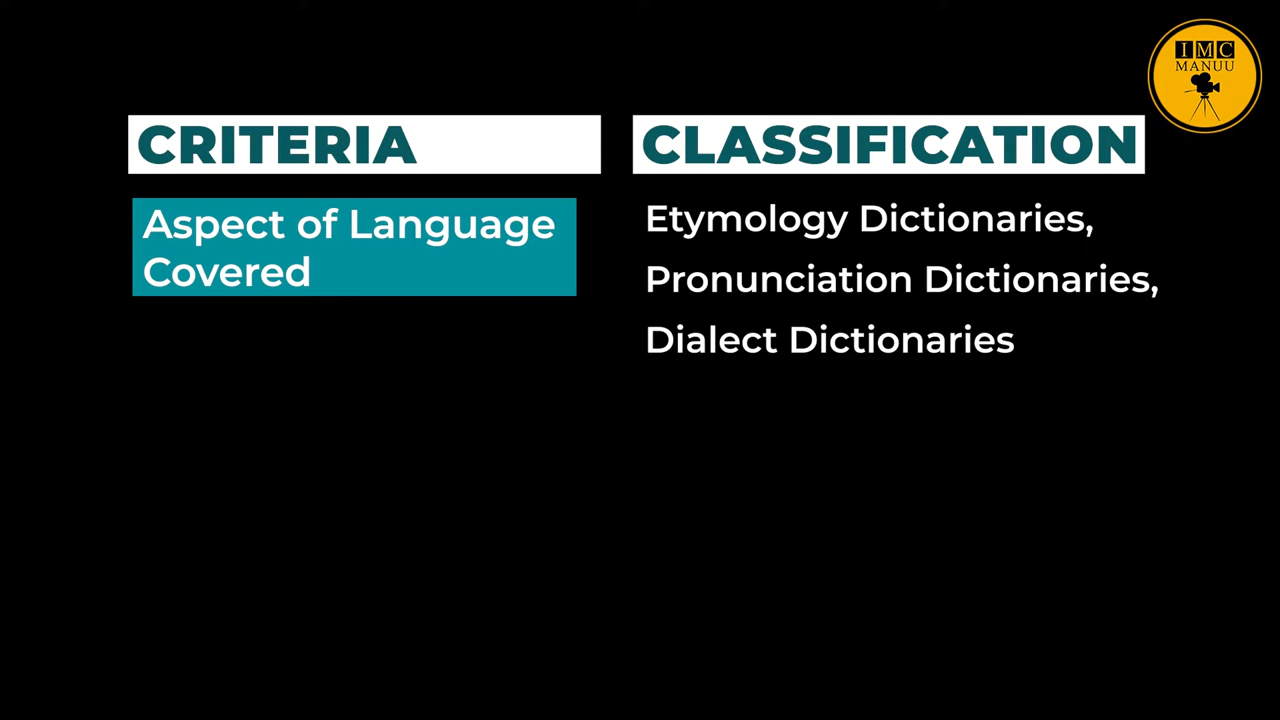 IMC
MANUU
CRITERIA
CLASSIFICATION
Aspect of Language
Covered
Etymology Dictionaries,
Pronunciation Dictionaries,
Dialect Dictionaries